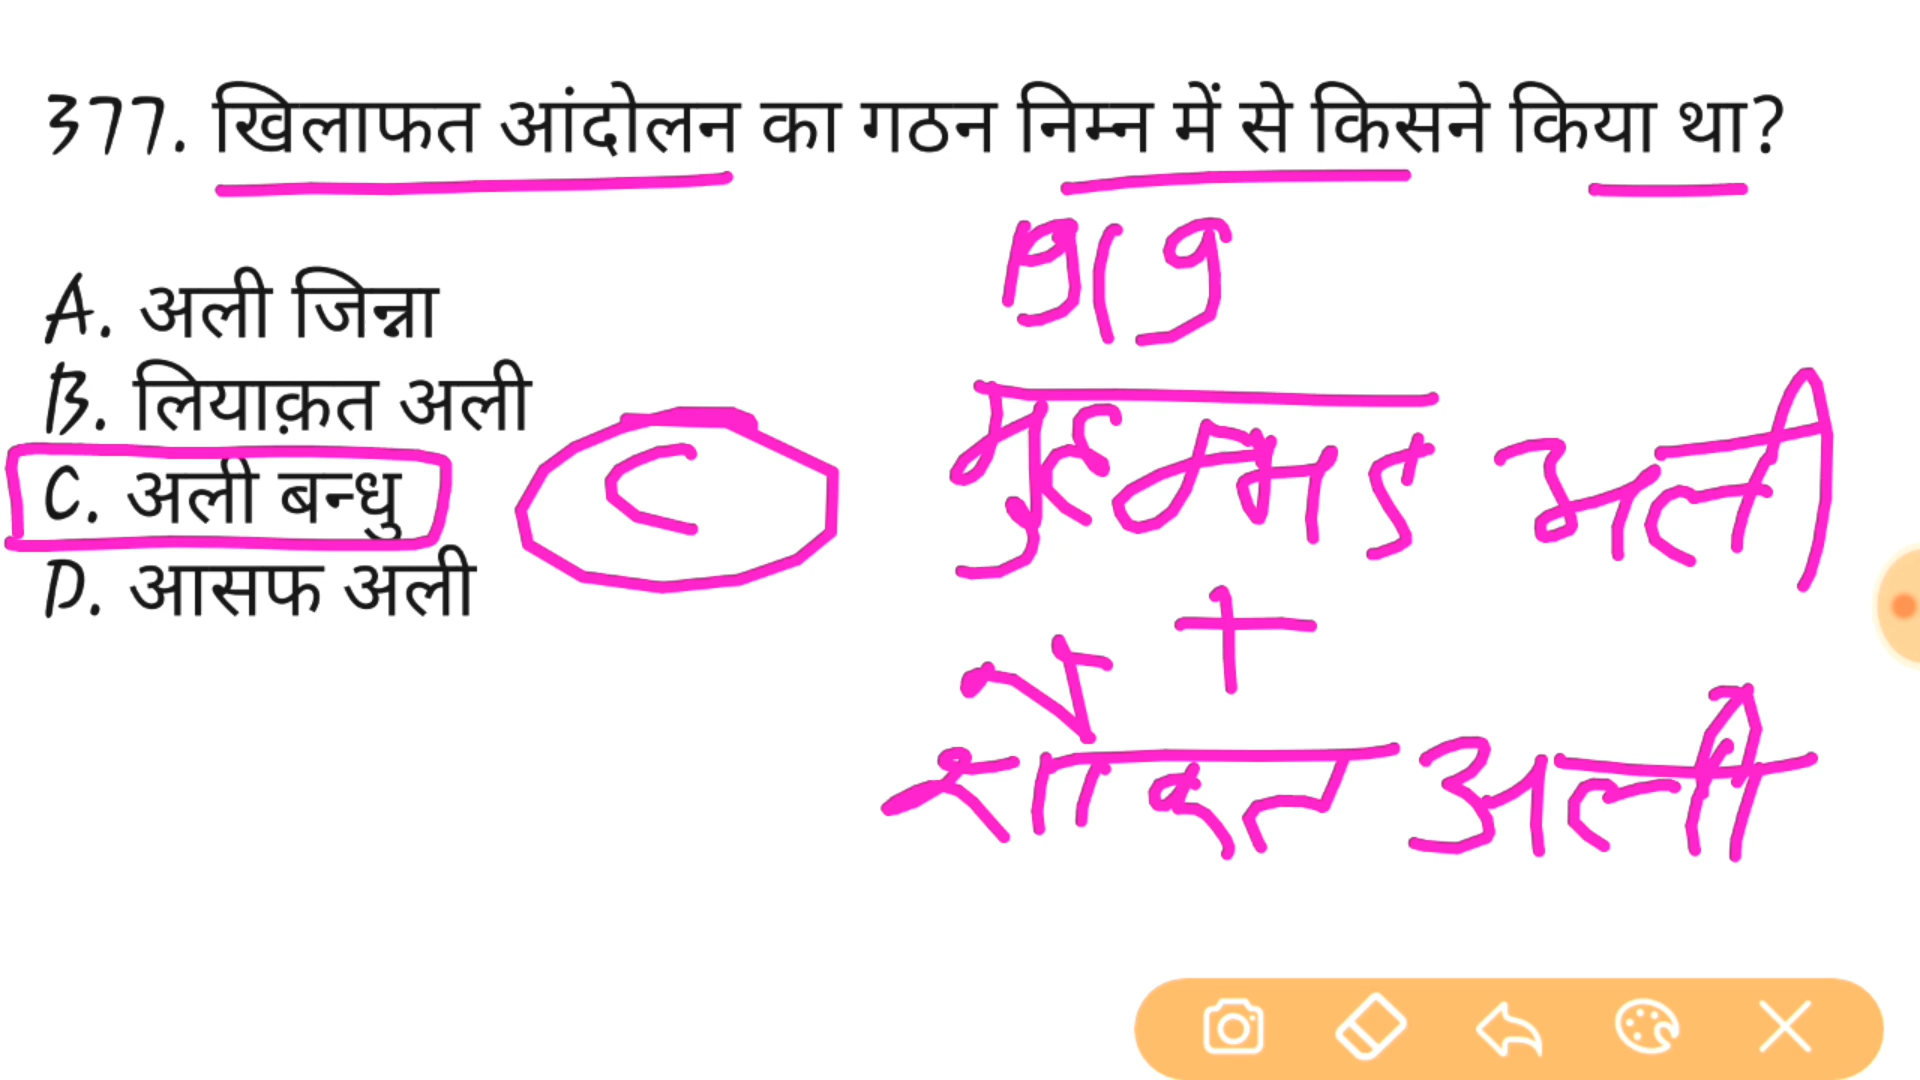 377. खिलाफत आंदोलन का गठन निम्न में से किसने किया था?
1919
A. अली जिन्ना
B. लियाक़त अली
C. अली बन्धु
C
D. आसफ अली
मुहम्मद अली
+
शौकत अली